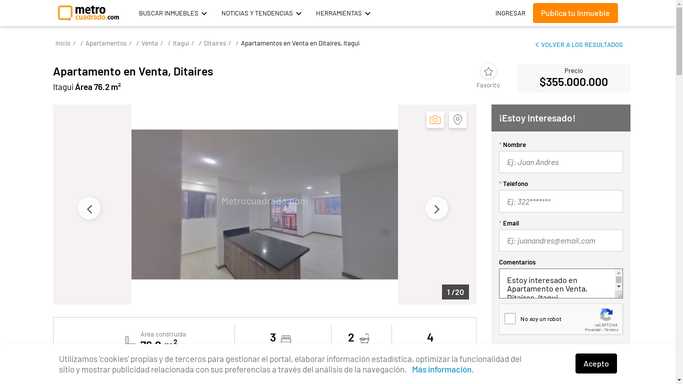 metro
cuadrado.com
BUSCAR INMUEBLES
NOTICIAS Y TENDENCIAS
HERRAMIENTAS
INGRESAR
Publica tu Inmueble
Inicio / / Apartamentos / / Venta / / Itagui / / Ditaires / / Apartamentos en Venta en Ditaires, Itagui
VOLVER A LOS RESULTADOS
Apartamento en Venta, Ditaires
Itagui Área 76.2 m²
Favorito
Precio
$355.000.000
Metrocuadrado.com
1 / 20
¡Estoy Interesado!
* Nombre
Ej: Juan Andres
* Telefono
Ej: 322*******
* Email
Ej: juanandres@email.com
Comentarios
Estoy interesado en
Apartamento en Venta,
Ditaires, Itagui
No soy un robot
reCAPTCHA
Privacidad - Términos
Área construida
3
2
4
Utilizamos 'cookies' propias y de terceros para gestionar el portal, elaborar información estadística, optimizar la funcionalidad del
sitio y mostrar publicidad relacionada con sus preferencias a través del análisis de la navegación. Más información.
Acepto